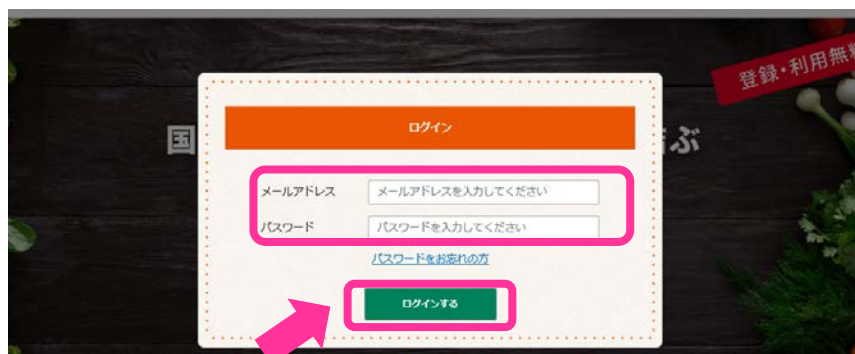 登録・利用無料
ログイン
国
ぶ
メールアドレス メールアドレスを入力してください
パスワード パスワードを入力してください
パスワードをお忘れの方
ログインする